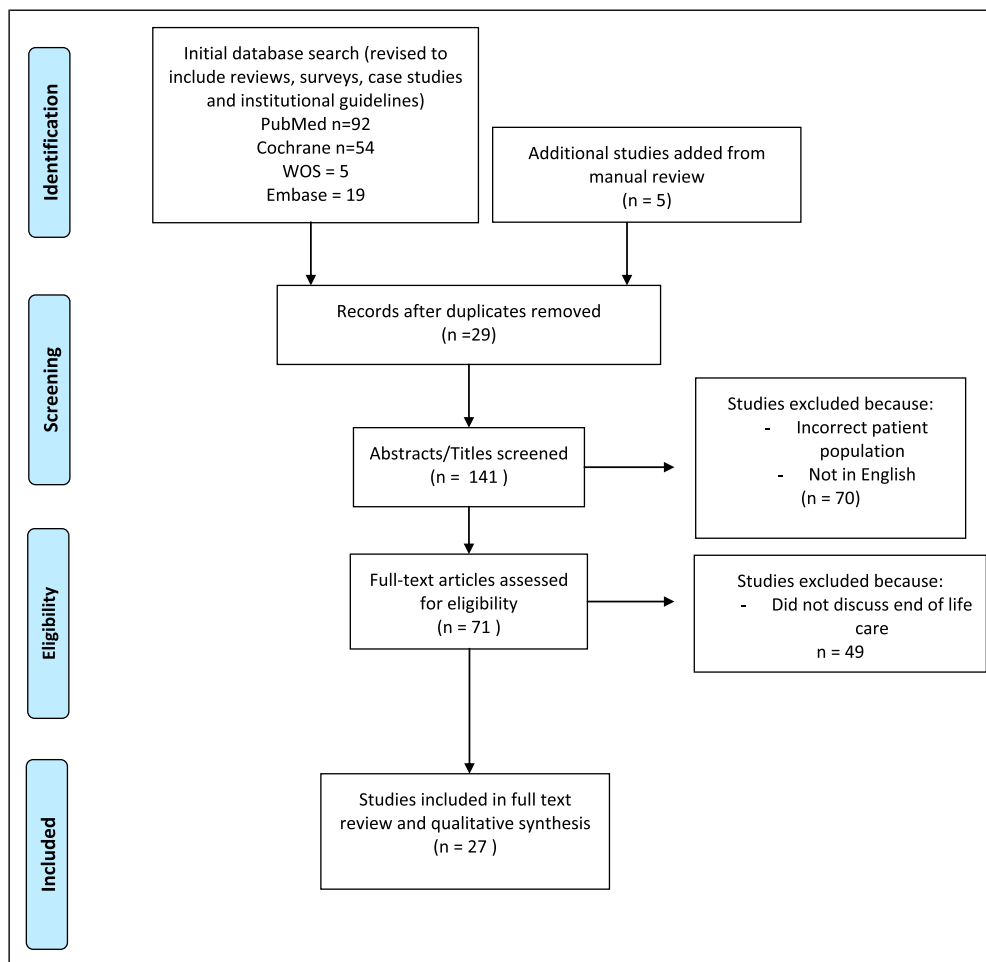 Identification
Initial database search (revised to
include reviews, surveys, case studies
and institutional guidelines)
PubMed n=92
Cochrane n=54
WOS = 5
Embase = 19
Additional studies added from
manual review
(n = 5)
Screening
Records after duplicates removed
(n =29)
Abstracts/Titles screened
(n = 141 )
Studies excluded because:
- Incorrect patient
population
- Not in English
(n = 70)
Eligibility
Full-text articles assessed
for eligibility
(n = 71 )
Studies excluded because:
- Did not discuss end of life
care
n = 49
Included
Studies included in full text
review and qualitative synthesis
(n = 27 )